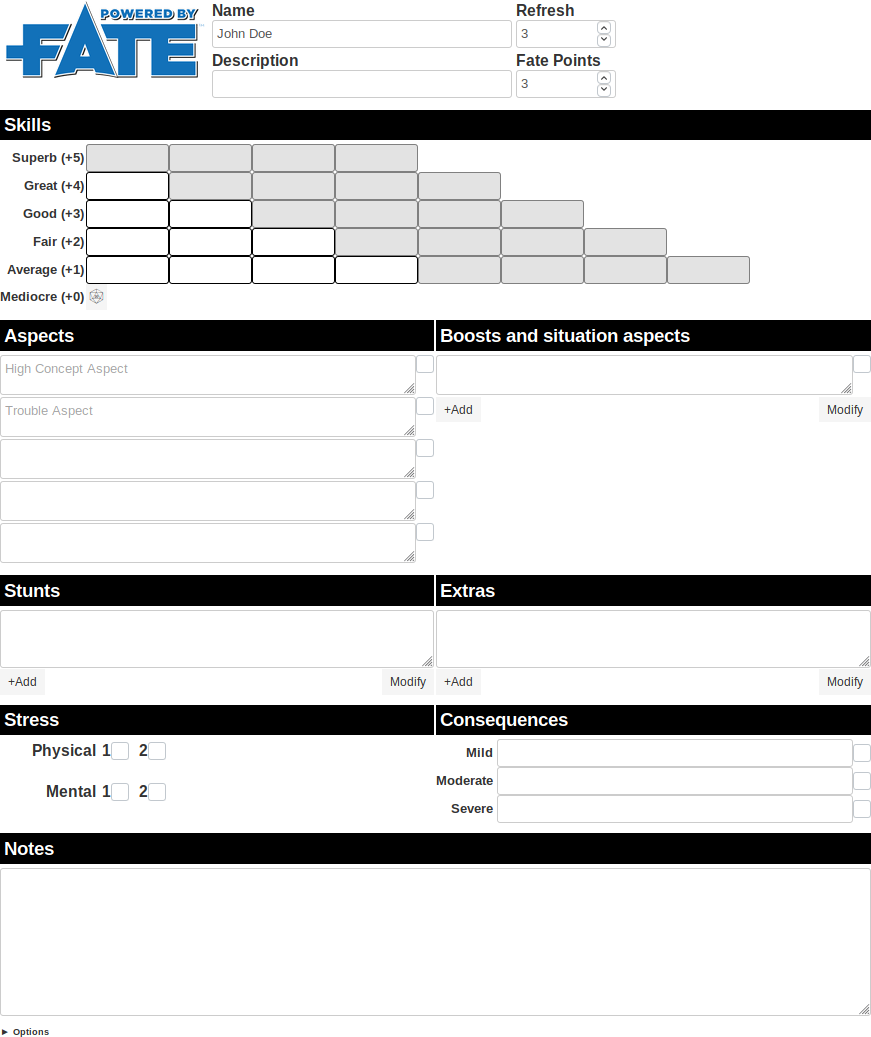 POWERED BY
FATE
Name
John Doe
Refresh
3
Description
Fate Points
3
Skills
Superb (+5)
Great (+4)
Good (+3)
Fair (+2)
Average (+1)
Mediocre (+0)
Aspects
High Concept Aspect
Trouble Aspect
Boosts and situation aspects
+Add
Modify
Stunts
+Add
Modify
Extras
+Add
Modify
Stress
Physical 1 2
Mental 1 2
Consequences
Mild
Moderate
Severe
Notes
► Options